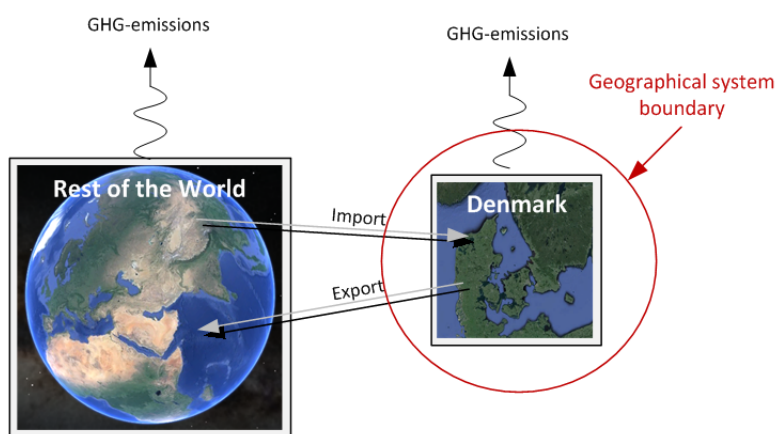 GHG-emissions
GHG-emissions
Geographical system
boundary
Rest of the World
Import
Denmark
Export